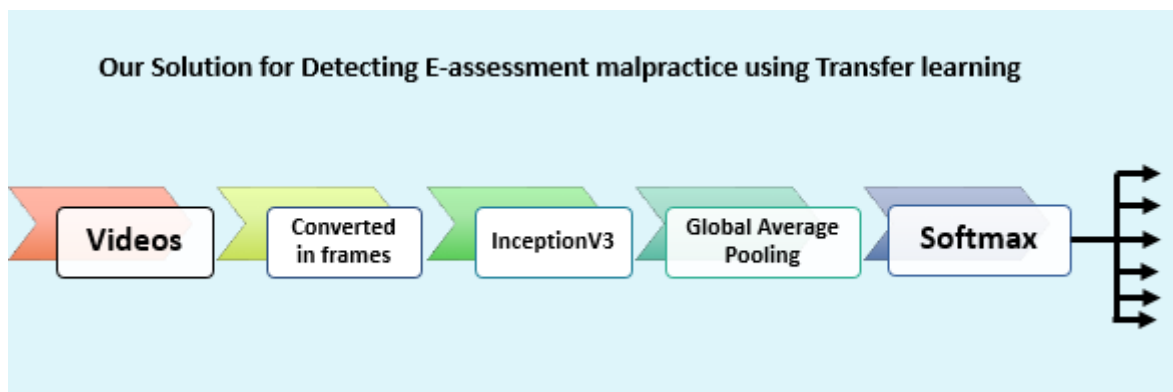 Our Solution for Detecting E-assessment malpractice using Transfer learning
Videos
Converted
in frames
InceptionV3
Global Average
Pooling
Softmax